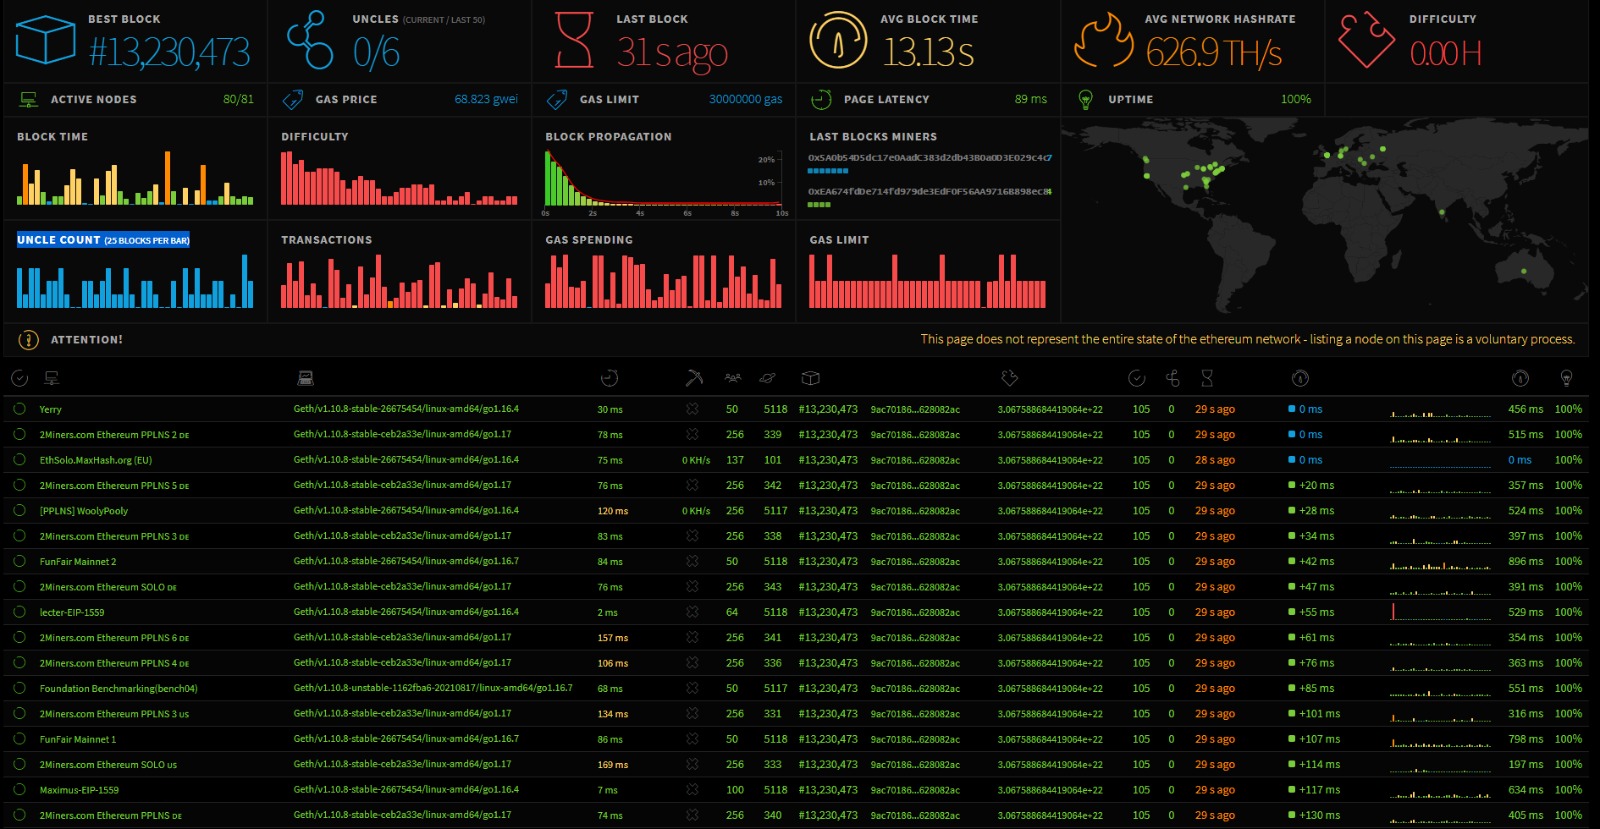 BEST BLOCK
#13,230,473
UNCLES (CURRENT / LAST 50)
0/6
LAST BLOCK
31 s ago
AVG BLOCK TIME
13.13 s
AVG NETWORK HASHRATE
626.9 TH/s
DIFFICULTY
0.00 H
ACTIVE NODES 80/81
GAS PRICE 68.823 gwei
GAS LIMIT 30000000 gas
PAGE LATENCY 89 ms
UPTIME 100%
BLOCK TIME
DIFFICULTY
BLOCK PROPAGATION
20%
10%
0s 2s 4s 6s 8s 10s
LAST BLOCKS MINERS
UNCLE COUNT (25 BLOCKS PER BAR)
TRANSACTIONS
GAS SPENDING
GAS LIMIT
ATTENTION!
This page does not represent the entire state of the ethereum network - listing a node on this page is a voluntary process.
Yerry Geth/v1.10.8-stable-26675454/linux-amd64/go1.16.4 30 ms 50 5118 #13,230,473 9ac70186...628082ac 3.067588684419064e+22 105 0 29 s ago 0 ms 456 ms 100%
2Miners.com Ethereum PPLNS 2 DE Geth/v1.10.8-stable-ceb2a33e/linux-amd64/go1.17 78 ms 256 339 #13,230,473 9ac70186...628082ac 3.067588684419064e+22 105 0 29 s ago 0 ms 515 ms 100%
EthSolo.MaxHash.org (EU) Geth/v1.10.8-stable-26675454/linux-amd64/go1.16.4 75 ms 0 KH/s 137 101 #13,230,473 9ac70186...628082ac 3.067588684419064e+22 105 0 28 s ago 0 ms 0 ms 100%
2Miners.com Ethereum PPLNS 5 DE Geth/v1.10.8-stable-ceb2a33e/linux-amd64/go1.17 76 ms 256 342 #13,230,473 9ac70186...628082ac 3.067588684419064e+22 105 0 29 s ago +20 ms 357 ms 100%
[PPLNS] WoolyPooly Geth/v1.10.8-stable-26675454/linux-amd64/go1.16.4 120 ms 0 KH/s 256 5117 #13,230,473 9ac70186...628082ac 3.067588684419064e+22 105 0 29 s ago +28 ms 524 ms 100%
2Miners.com Ethereum PPLNS 3 DE Geth/v1.10.8-stable-ceb2a33e/linux-amd64/go1.17 83 ms 256 338 #13,230,473 9ac70186...628082ac 3.067588684419064e+22 105 0 29 s ago +34 ms 397 ms 100%
FunFair Mainnet 2 Geth/v1.10.8-stable-26675454/linux-amd64/go1.16.7 84 ms 50 5118 #13,230,473 9ac70186...628082ac 3.067588684419064e+22 105 0 29 s ago +42 ms 896 ms 100%
2Miners.com Ethereum SOLO DE Geth/v1.10.8-stable-ceb2a33e/linux-amd64/go1.17 76 ms 256 343 #13,230,473 9ac70186...628082ac 3.067588684419064e+22 105 0 29 s ago +47 ms 391 ms 100%
lecter-EIP-1559 Geth/v1.10.8-stable-26675454/linux-amd64/go1.16.4 2 ms 64 5118 #13,230,473 9ac70186...628082ac 3.067588684419064e+22 105 0 29 s ago +55 ms 529 ms 100%
2Miners.com Ethereum PPLNS 6 DE Geth/v1.10.8-stable-ceb2a33e/linux-amd64/go1.17 157 ms 256 341 #13,230,473 9ac70186...628082ac 3.067588684419064e+22 105 0 29 s ago +61 ms 354 ms 100%
2Miners.com Ethereum PPLNS 4 DE Geth/v1.10.8-stable-ceb2a33e/linux-amd64/go1.17 106 ms 256 336 #13,230,473 9ac70186...628082ac 3.067588684419064e+22 105 0 29 s ago +76 ms 363 ms 100%
Foundation Benchmarking(bench04) Geth/v1.10.8-unstable-1162fba6-20210817/linux-amd64/go1.16.7 68 ms 50 5117 #13,230,473 9ac70186...628082ac 3.067588684419064e+22 105 0 29 s ago +85 ms 551 ms 100%
2Miners.com Ethereum PPLNS 3 US Geth/v1.10.8-stable-ceb2a33e/linux-amd64/go1.17 134 ms 256 331 #13,230,473 9ac70186...628082ac 3.067588684419064e+22 105 0 29 s ago +101 ms 316 ms 100%
FunFair Mainnet 1 Geth/v1.10.8-stable-26675454/linux-amd64/go1.16.7 86 ms 50 5118 #13,230,473 9ac70186...628082ac 3.067588684419064e+22 105 0 29 s ago +107 ms 798 ms 100%
2Miners.com Ethereum SOLO US Geth/v1.10.8-stable-ceb2a33e/linux-amd64/go1.17 169 ms 256 333 #13,230,473 9ac70186...628082ac 3.067588684419064e+22 105 0 29 s ago +114 ms 197 ms 100%
Maximus-EIP-1559 Geth/v1.10.8-stable-26675454/linux-amd64/go1.16.4 7 ms 100 5118 #13,230,473 9ac70186...628082ac 3.067588684419064e+22 105 0 29 s ago +117 ms 634 ms 100%
2Miners.com Ethereum PPLNS DE Geth/v1.10.8-stable-ceb2a33e/linux-amd64/go1.17 74 ms 256 340 #13,230,473 9ac70186...628082ac 3.067588684419064e+22 105 0 29 s ago +130 ms 405 ms 100%